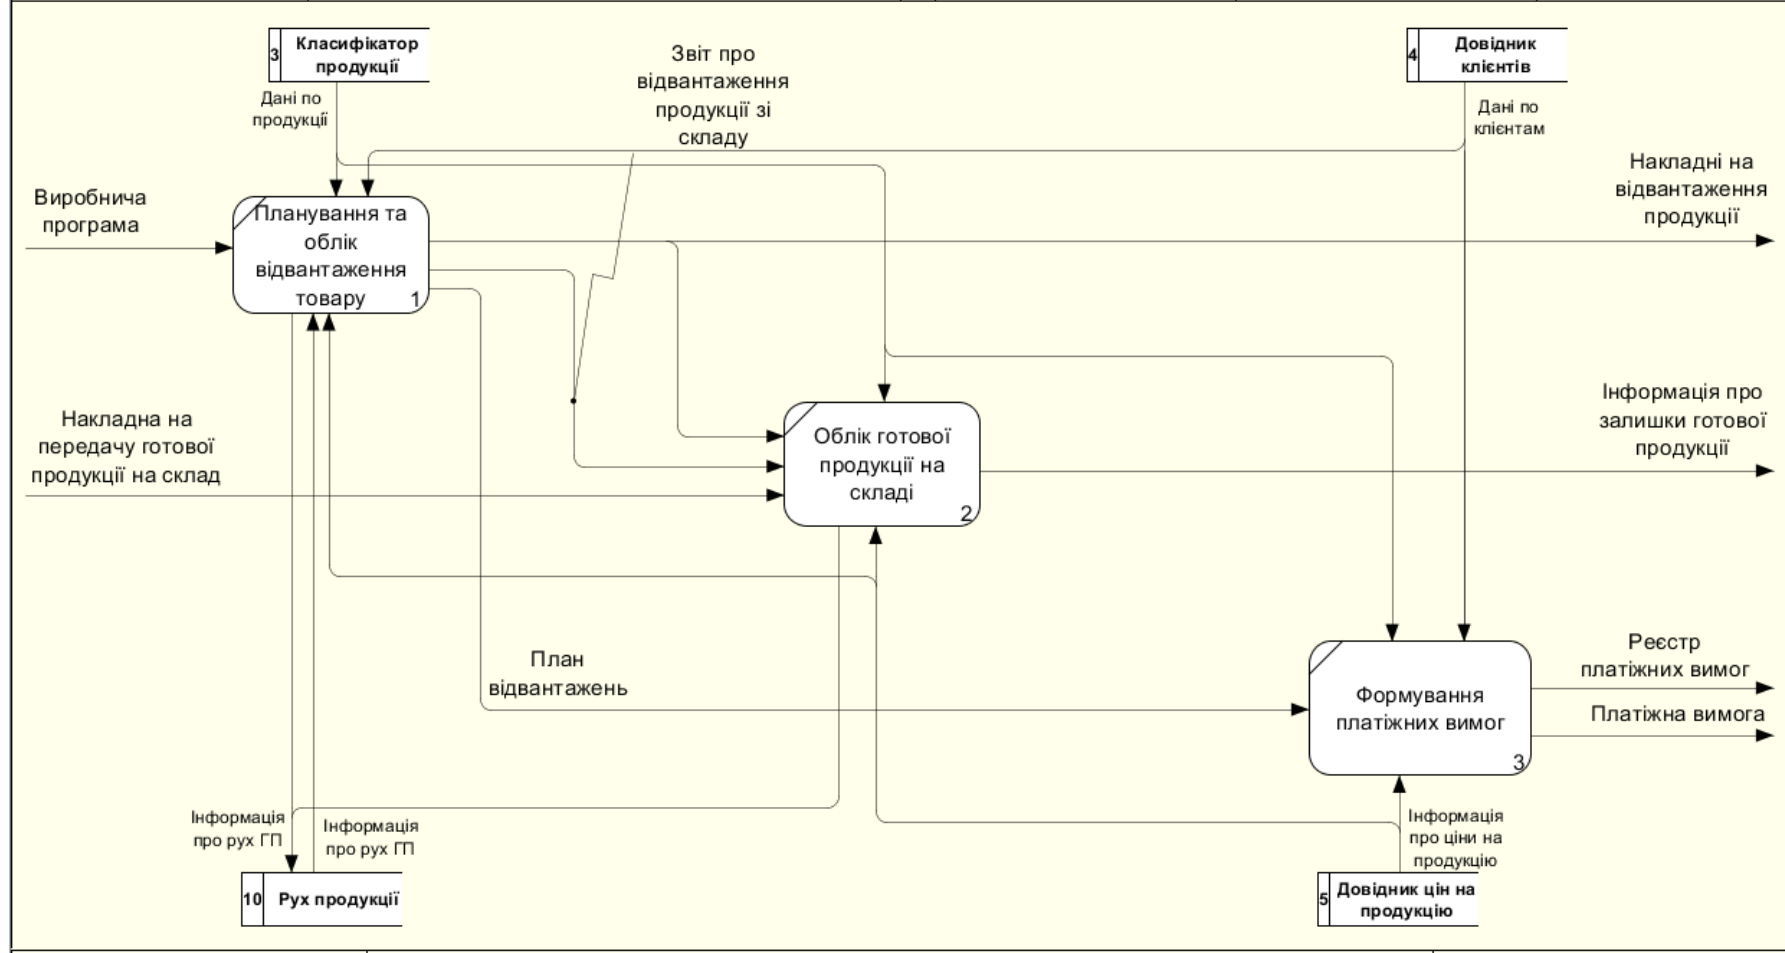 3
Класифікатор
продукції
Дані по
продукції
Звіт про
відвантаження
продукції зі
складу
4
Довідник
клієнтів
Дані по
клієнтам
Виробнича
програма
Планування та
облік
відвантаження
товару
1
Накладні на
відвантаження
продукції
Накладна на
передачу готової
продукції на склад
Облік готової
продукції на
складі
2
Інформація про
залишки готової
продукції
План
відвантажень
Формування
платіжних вимог
3
Реєстр
платіжних вимог
Платіжна вимога
Інформація
про рух ГП
Інформація
про рух ГП
Інформація
про ціни на
продукцію
10
Рух продукції
5
Довідник цін на
продукцію